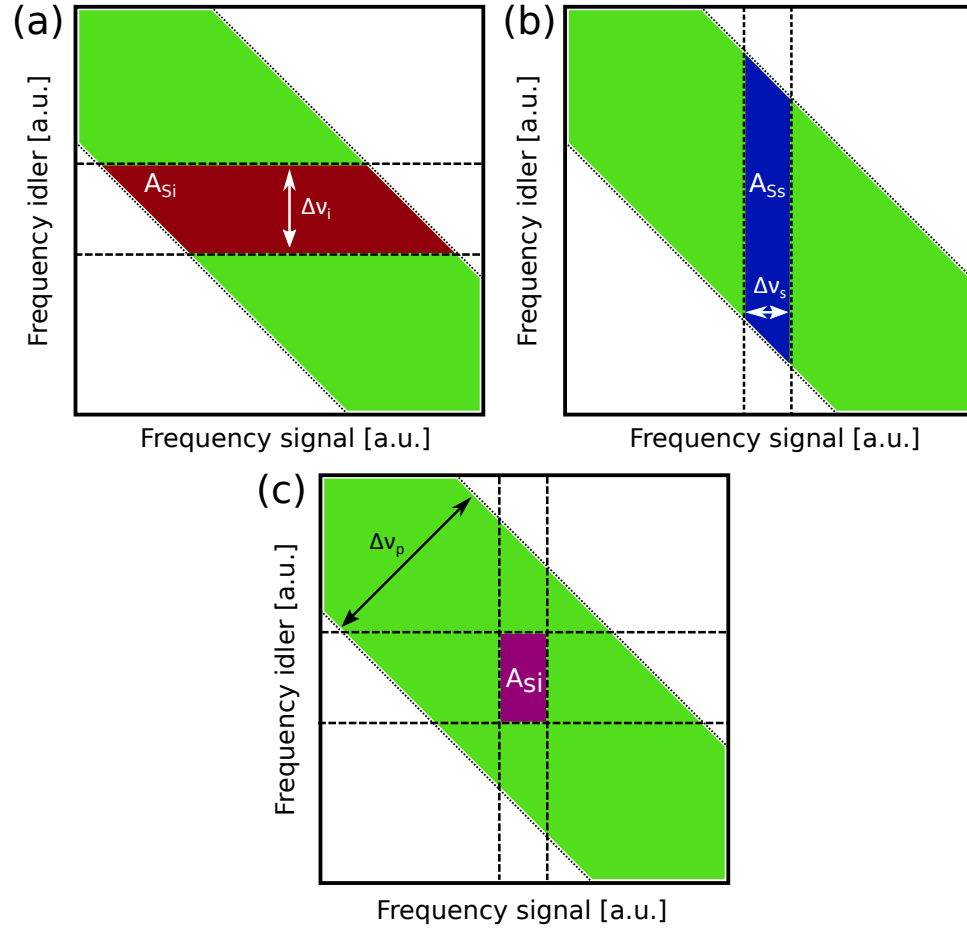 (a)
Frequency idler [a.u.]
A_Si
Δν_i
Frequency signal [a.u.]
(b)
Frequency idler [a.u.]
A_Ss
Δν_s
Frequency signal [a.u.]
(c)
Frequency idler [a.u.]
Δν_p
A_si
Frequency signal [a.u.]